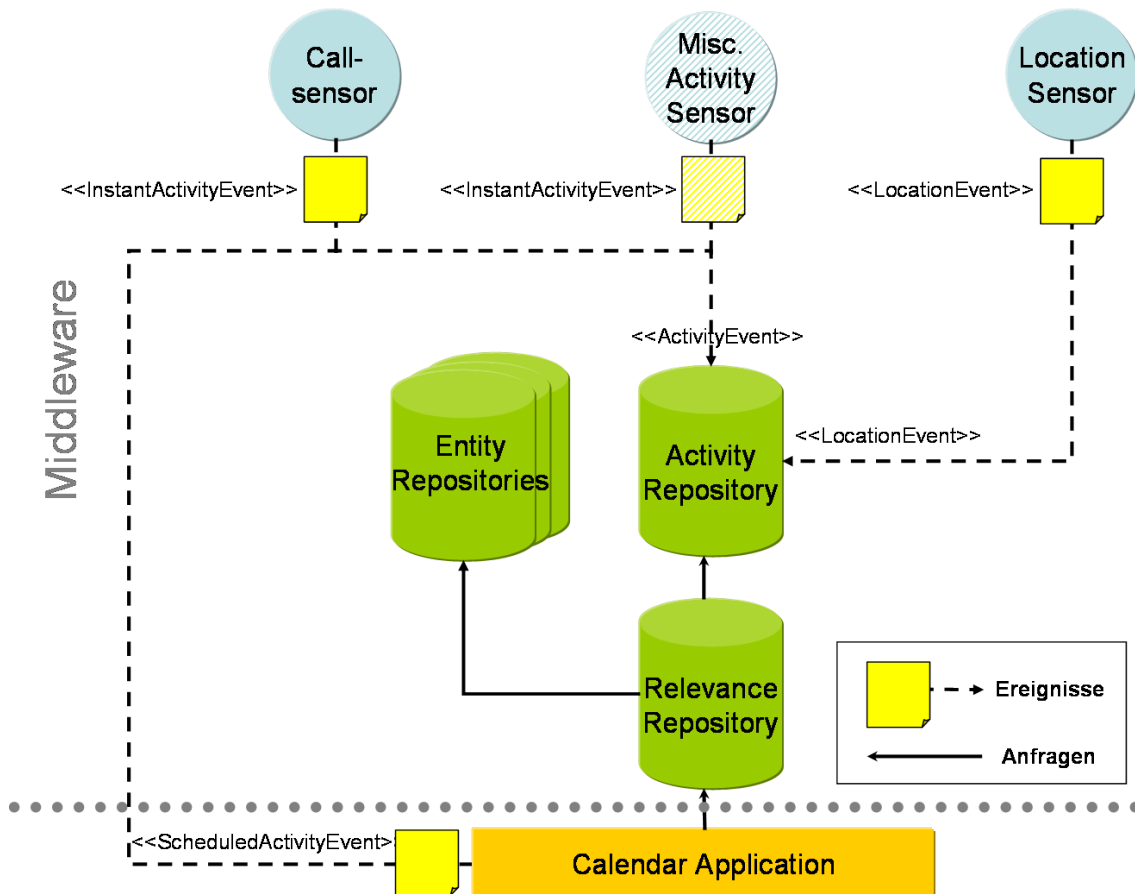 Call-
sensor
Misc.
Activity
Sensor
Location
Sensor
<<InstantActivityEvent>>
<<InstantActivityEvent>>
<<LocationEvent>>
Middleware
<<ActivityEvent>>
Entity
Repositories
Activity
Repository
<<LocationEvent>>
Relevance
Repository
Ereignisse
Anfragen
<<ScheduledActivityEvent>
Calendar Application